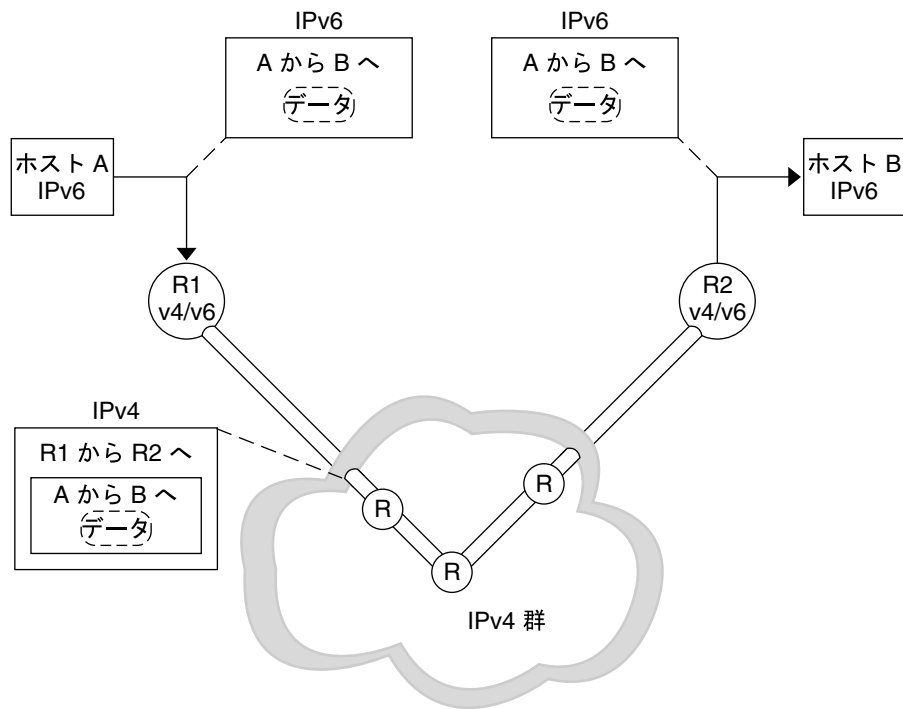 IPv6
A から B へ
データ
IPv6
A から B へ
データ
ホスト A
IPv6
ホスト B
IPv6
R1
v4/v6
R2
v4/v6
IPv4
R1 から R2 へ
A から B へ
データ
R
R
R
IPv4 群